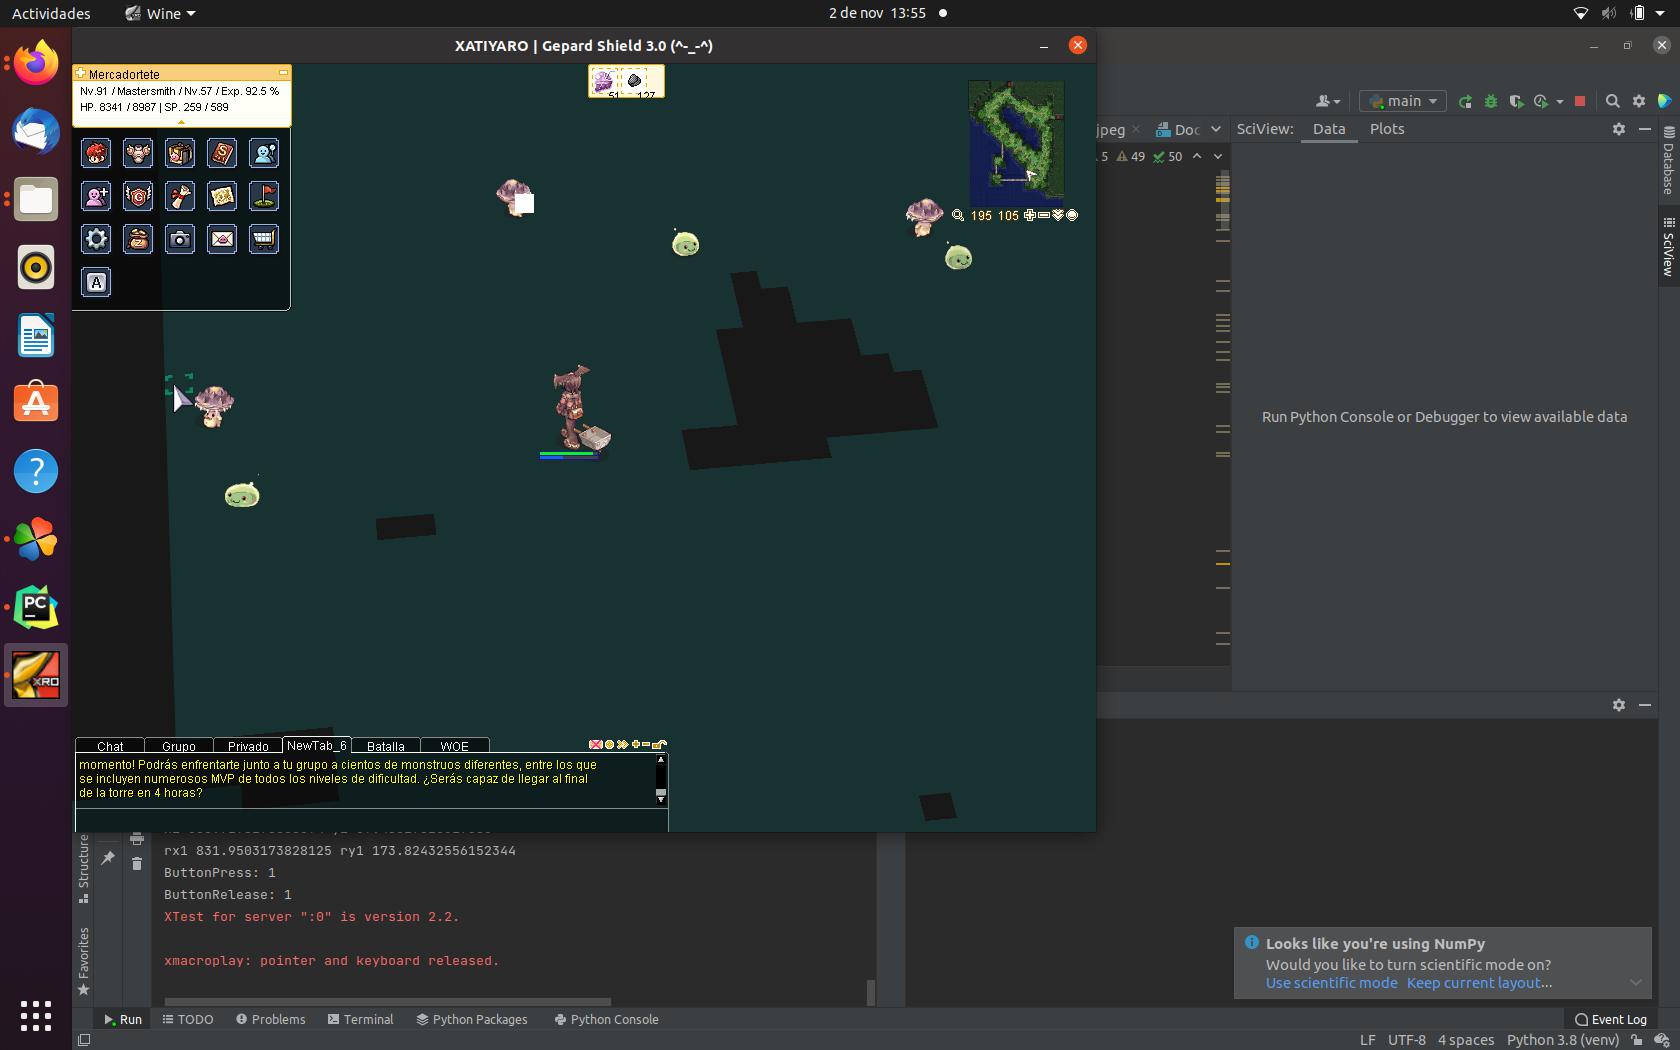 Actividades
Wine
2 de nov 13:55
XATIYARO | Gepard Shield 3.0 (^-_-^)
Mercadortete
Nv.91 / Mastersmith / Nv.57 / Exp. 92.5 %
HP. 8341 / 8987 | SP. 259 / 589
51
127
195 105
A
main
jpeg
Doc
SciView:
Data
Plots
5
49
50
Database
SciView
Run Python Console or Debugger to view available data
PC
XRO
Chat
Grupo
Privado
NewTab_6
Batalla
WOE
momento! Podrás enfrentarte junto a tu grupo a cientos de monstruos diferentes, entre los que
se incluyen numerosos MVP de todos los niveles de dificultad. ¿Serás capaz de llegar al final
de la torre en 4 horas?
Structure
Favorites
rx1 831.9503173828125 ry1 173.82432556152344
ButtonPress: 1
ButtonRelease: 1
XTest for server ":0" is version 2.2.
xmacroplay: pointer and keyboard released.
Looks like you're using NumPy
Would you like to turn scientific mode on?
Use scientific mode Keep current layout...
Run
TODO
Problems
Terminal
Python Packages
Python Console
Event Log
LF
UTF-8
4 spaces
Python 3.8 (venv)